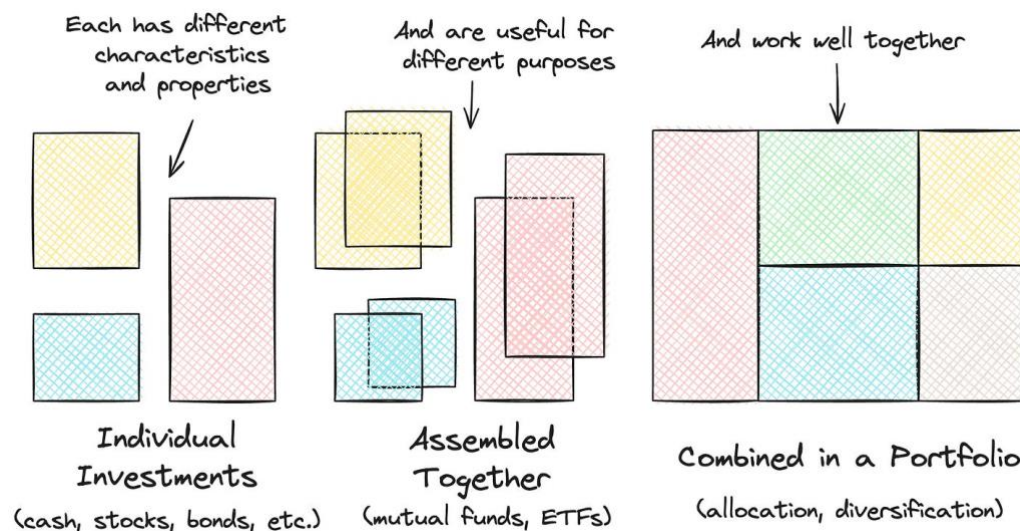 Each has different
characteristics
and properties
And are useful for
different purposes
And work well together
Individual
Investments
(cash, stocks, bonds, etc.)
Assembled
Together
(mutual funds, ETFs)
Combined in a Portfolio
(allocation, diversification)